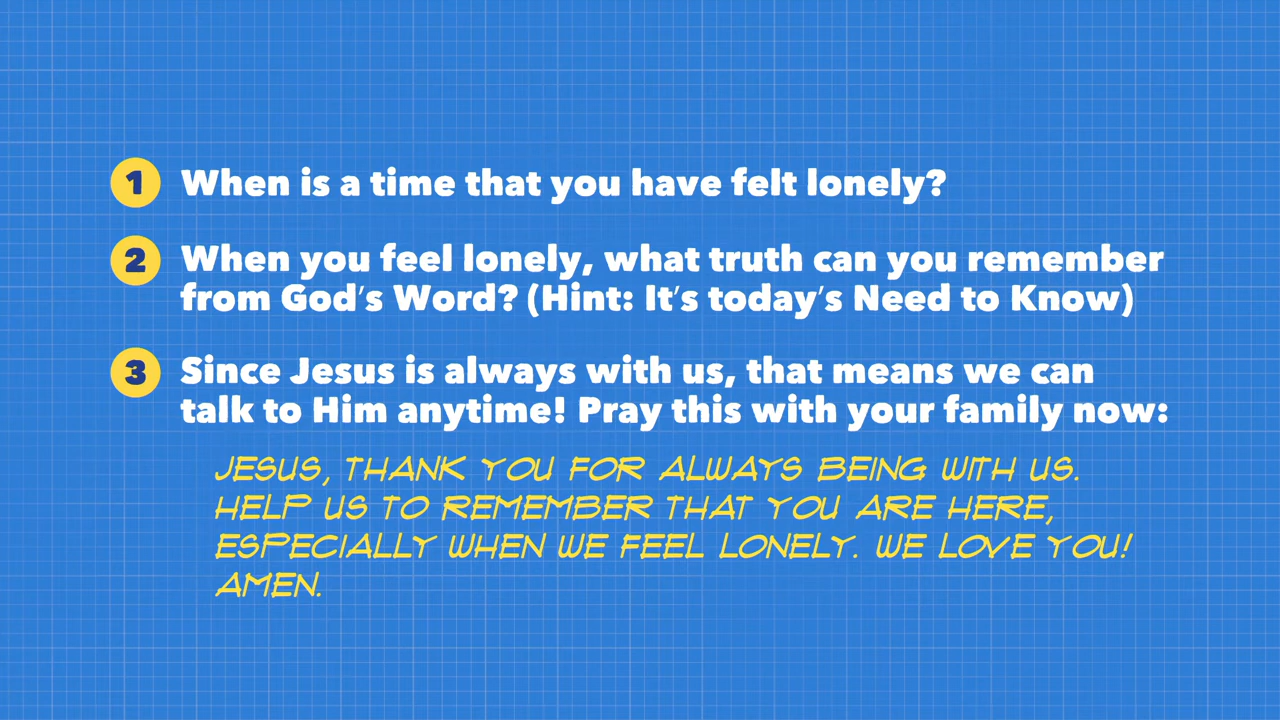 1 When is a time that you have felt lonely?
2 When you feel lonely, what truth can you remember
from God's Word? (Hint: It's today's Need to Know)
3 Since Jesus is always with us, that means we can
talk to Him anytime! Pray this with your family now:
JESUS, THANK YOU FOR ALWAYS BEING WITH US.
HELP US TO REMEMBER THAT YOU ARE HERE,
ESPECIALLY WHEN WE FEEL LONELY. WE LOVE YOU!
AMEN.